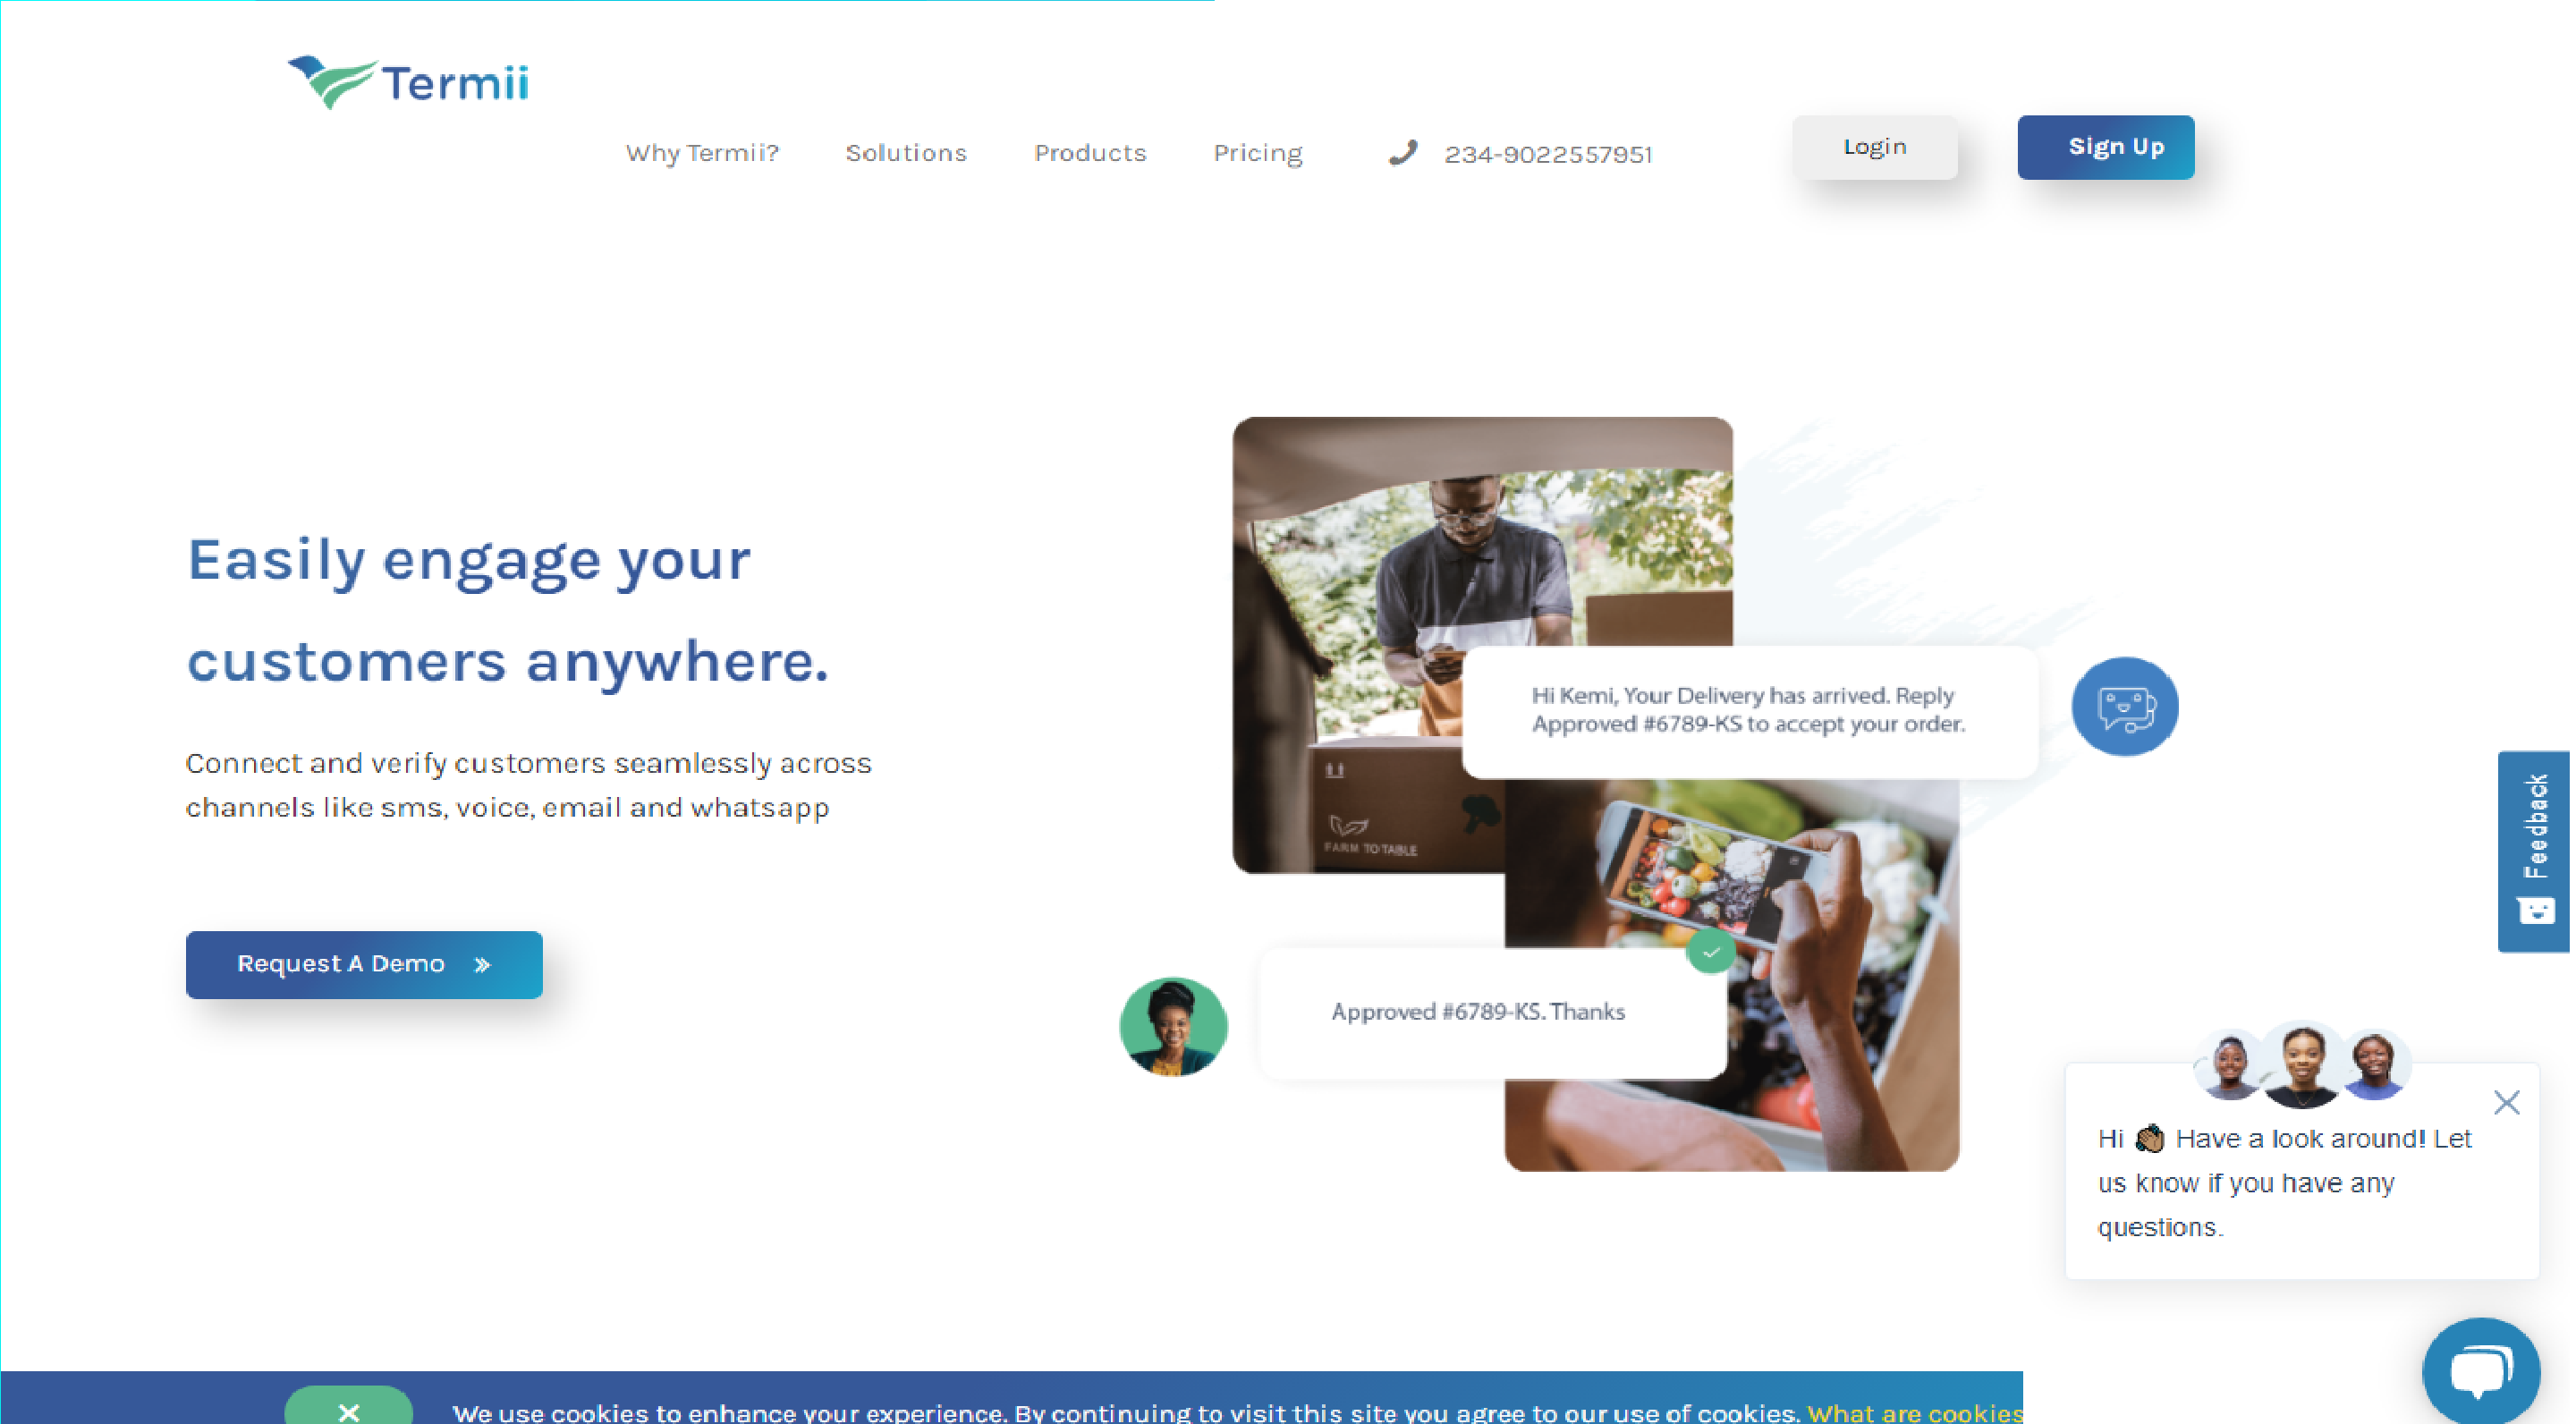 Termii
Why Termii?
Solutions
Products
Pricing
234-9022557951
Login
Sign Up
Easily engage your
customers anywhere.
Connect and verify customers seamlessly across
channels like sms, voice, email and whatsapp
Request A Demo
FARM TO TABLE
Hi Kemi, Your Delivery has arrived. Reply
Approved #6789-KS to accept your order.
Approved #6789-KS. Thanks
Feedback
Hi 👏🏽 Have a look around! Let
us know if you have any
questions.
We use cookies to enhance your experience. By continuing to visit this site you agree to our use of cookies. What are cookies